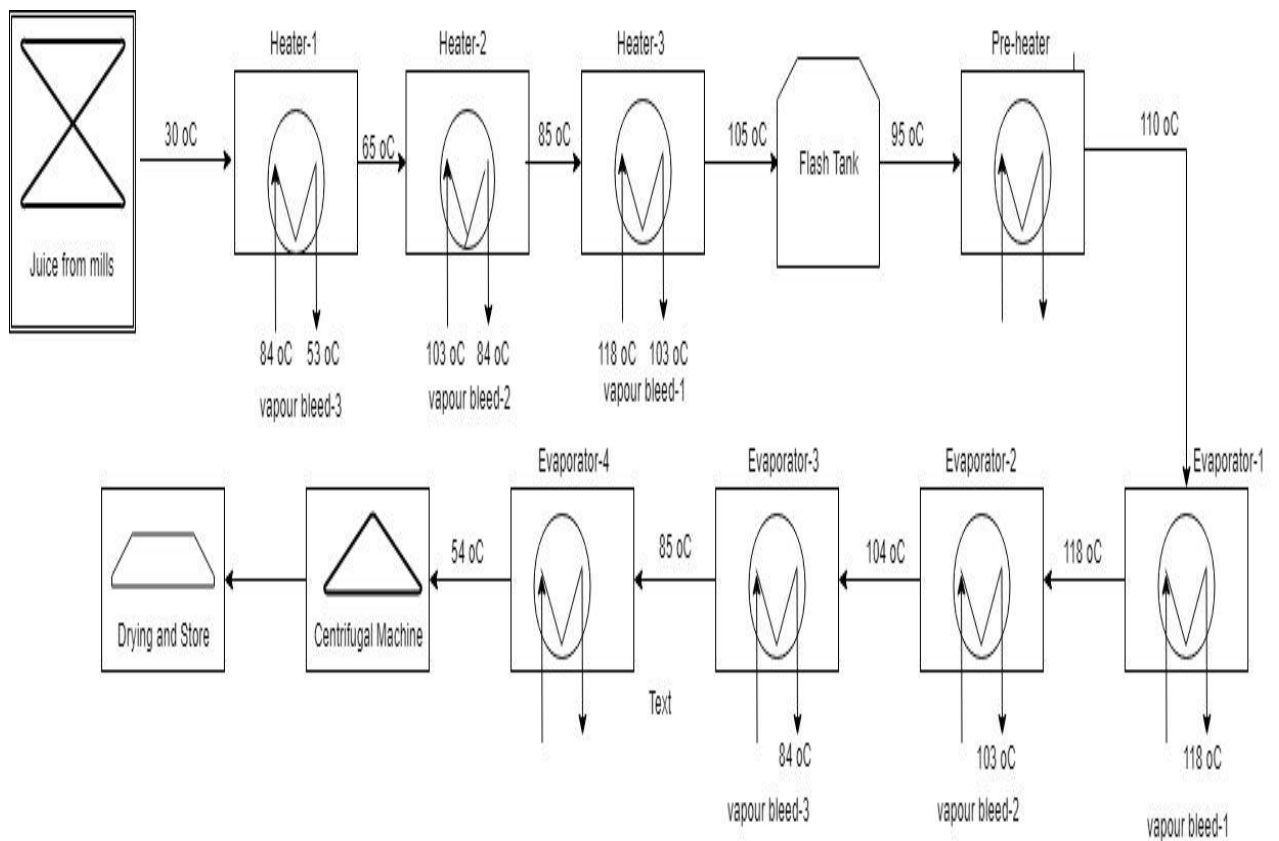 Heater-1
Heater-2
Heater-3
Pre-heater
30 oC
65 oC
85 oC
105 oC
95 oC
110 oC
Flash Tank
Juice from mills
84 oC 53 oC
vapour bleed-3
103 oC 84 oC
vapour bleed-2
118 oC 103 oC
vapour bleed-1
Evaporator-4
Evaporator-3
Evaporator-2
Evaporator-1
54 oC
85 oC
104 oC
118 oC
Drying and Store
Centrifugal Machine
Text
84 oC
vapour bleed-3
103 oC
vapour bleed-2
118 oC
vapour bleed-1